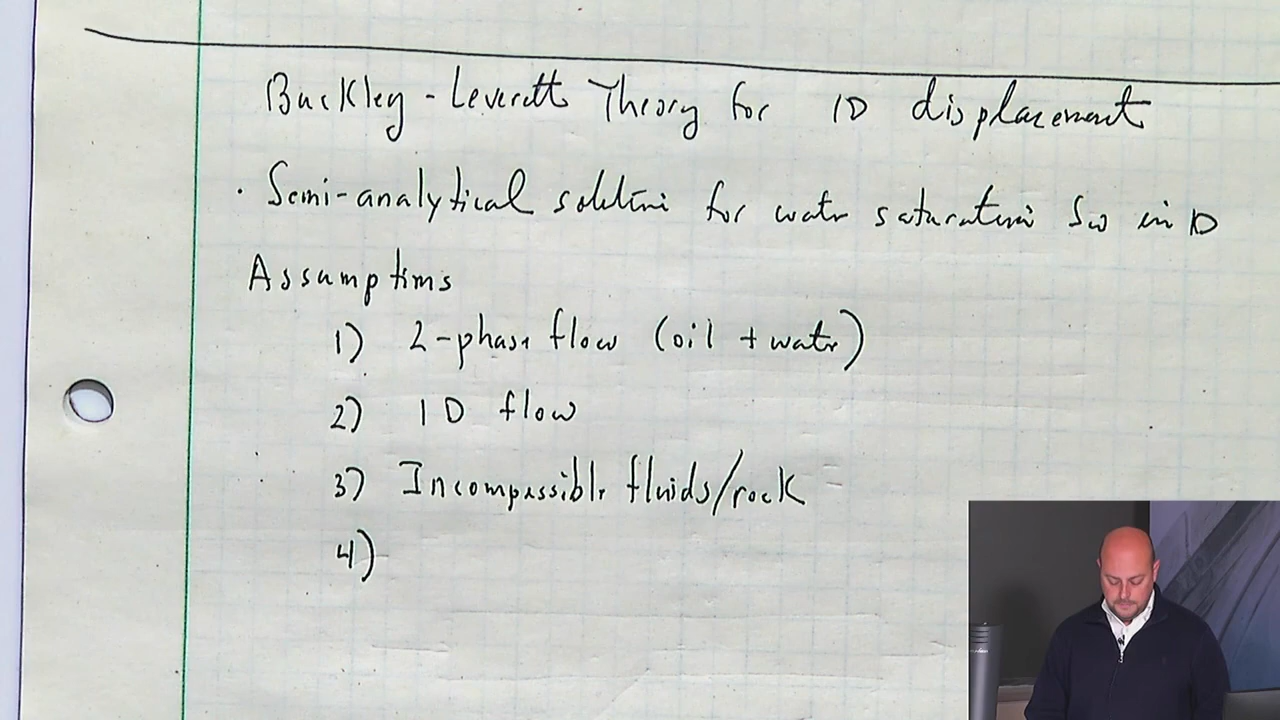 Buckley-Leverett Theory for 1D displacement
· Semi-analytical solution for water saturation Sw in 1D
Assumptions
1) 2-phase flow (oil + water)
2) 1D flow
3) Incompressible fluids/rock
4)